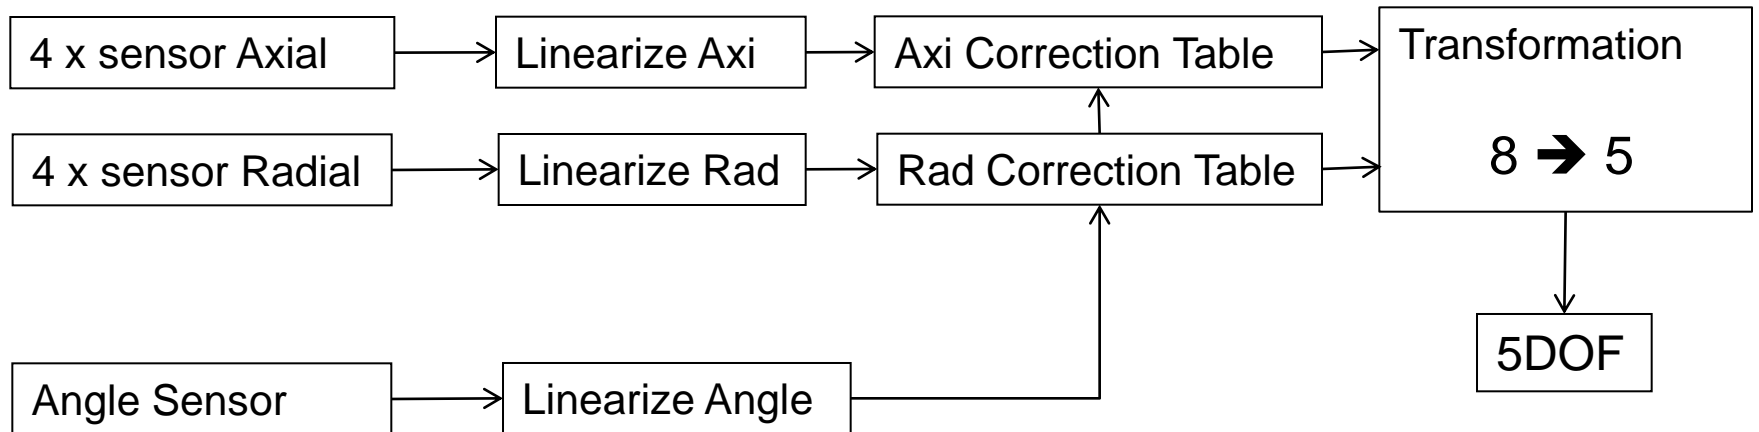 4 x sensor Axial
Linearize Axi
Axi Correction Table
Transformation
8 🡺 5
4 x sensor Radial
Linearize Rad
Rad Correction Table
5DOF
Angle Sensor
Linearize Angle